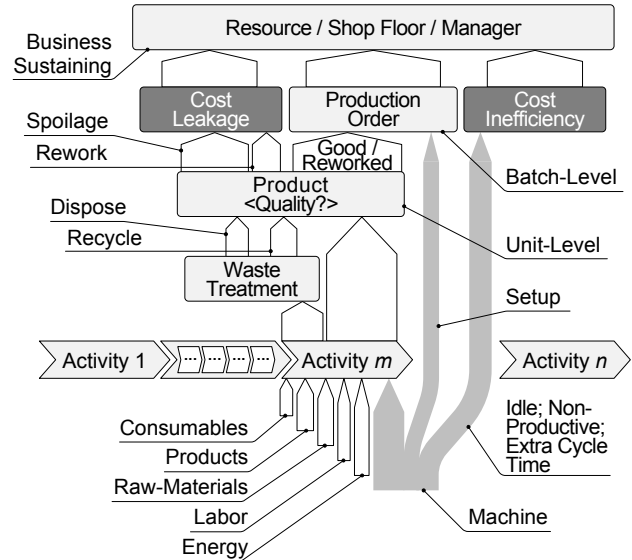 Resource / Shop Floor / Manager
Business
Sustaining
Cost
Leakage
Production
Order
Cost
Inefficiency
Spoilage
Rework
Good /
Reworked
Batch-Level
Product
<Quality?>
Dispose
Recycle
Unit-Level
Waste
Treatment
Setup
Activity 1
...
...
...
...
Activity m
Activity n
Idle; Non-
Productive;
Extra Cycle
Time
Consumables
Products
Raw-Materials
Labor
Energy
Machine